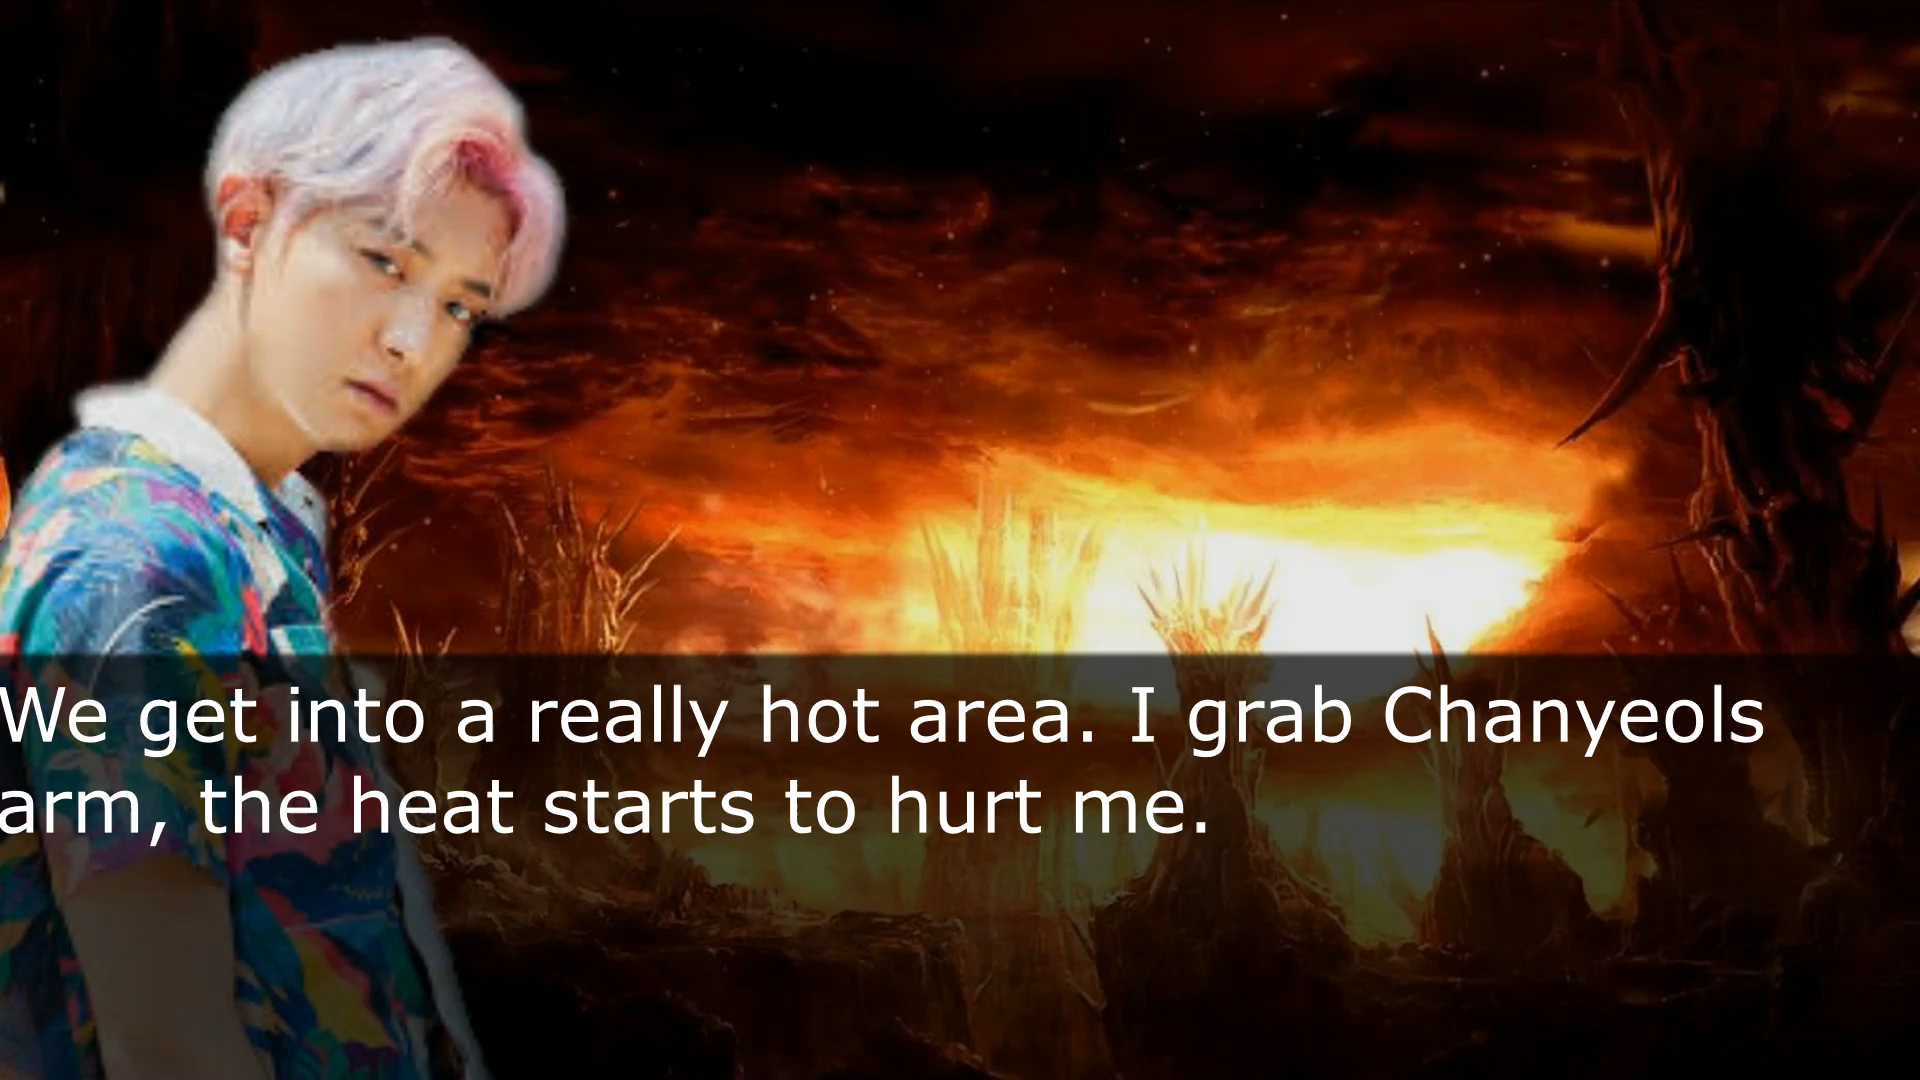 We get into a really hot area. I grab Chanyeols
arm, the heat starts to hurt me.